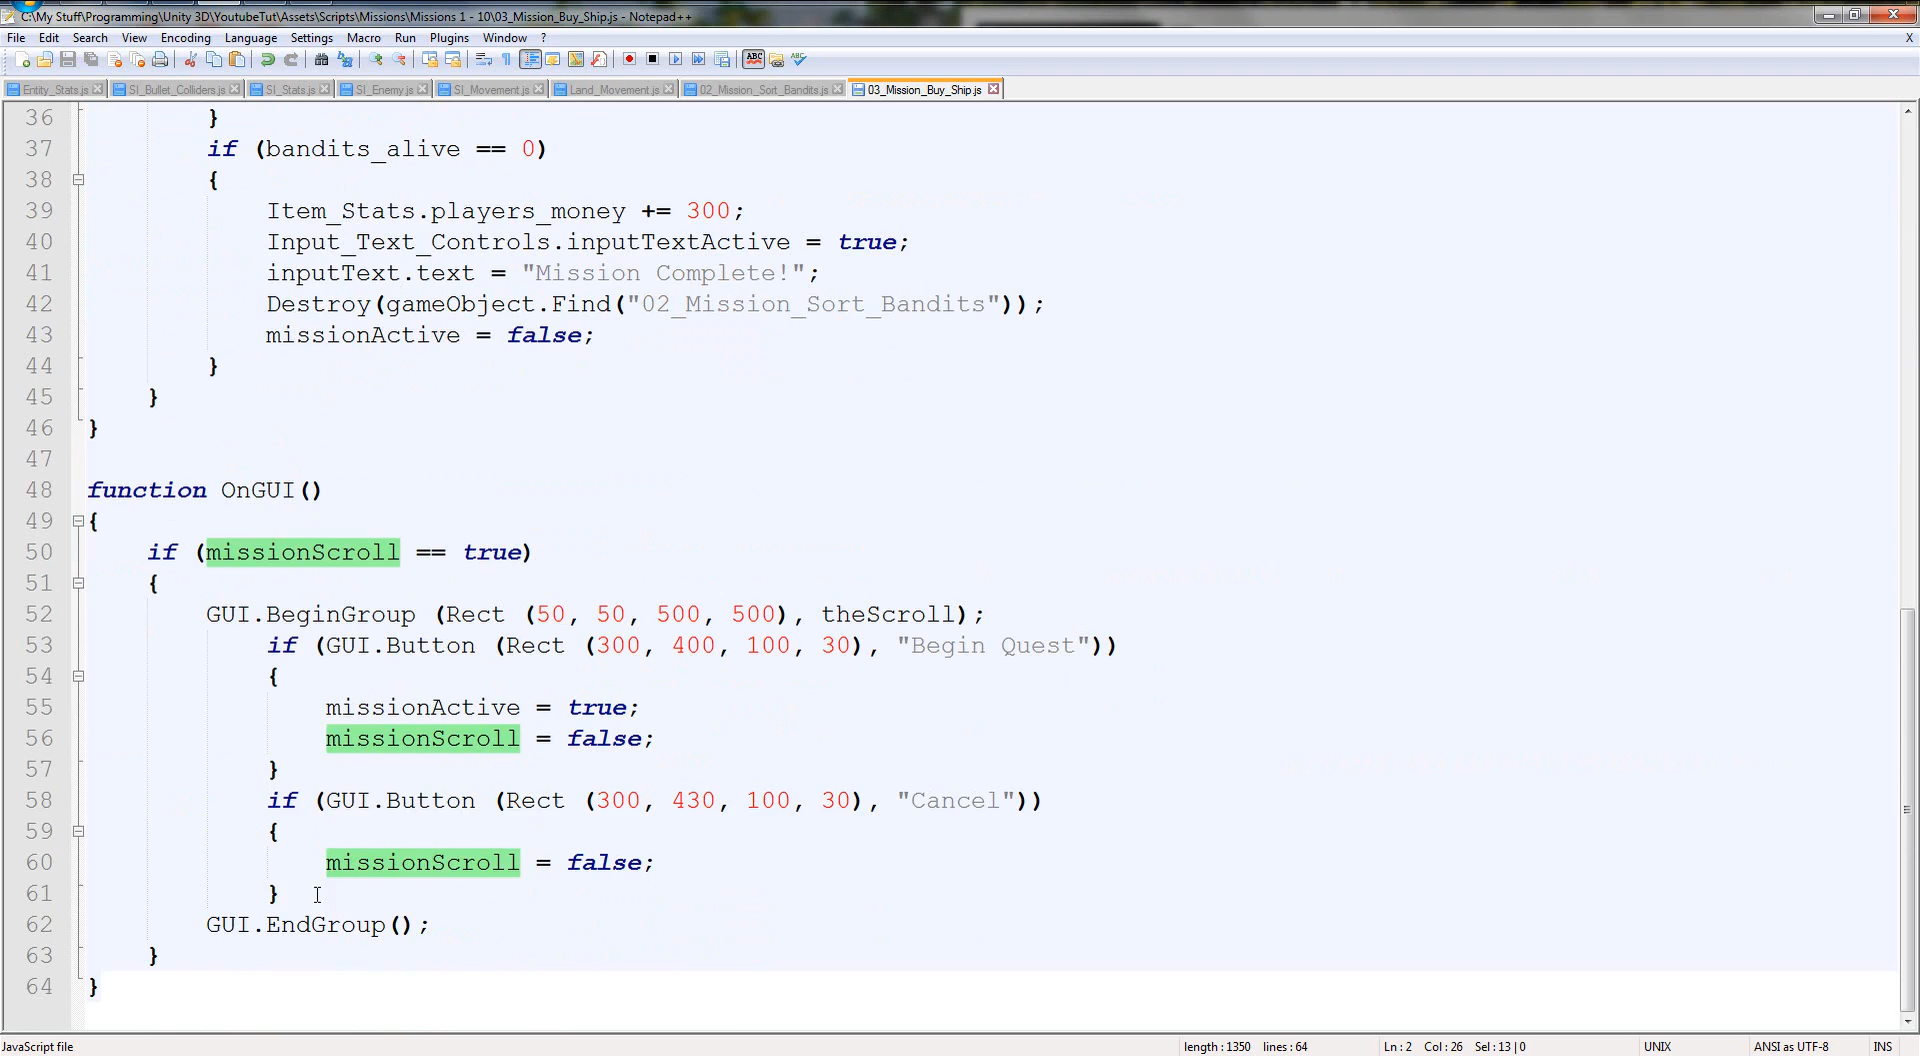 C:\My Stuff\Programming\Unity 3D\YoutubeTut\Assets\Scripts\Missions\Missions 1 - 10\03_Mission_Buy_Ship.js - Notepad++
File Edit Search View Encoding Language Settings Macro Run Plugins Window ? X
Entity_Stats.js SI_Bullet_Colliders.js SI_Stats.js SI_Enemy.js SI_Movement.js Land_Movement.js 02_Mission_Sort_Bandits.js 03_Mission_Buy_Ship.js
36 }
37 if (bandits_alive == 0)
38 {
39 Item_Stats.players_money += 300;
40 Input_Text_Controls.inputTextActive = true;
41 inputText.text = "Mission Complete!";
42 Destroy(gameObject.Find("02_Mission_Sort_Bandits"));
43 missionActive = false;
44 }
45 }
46 }
47
48 function OnGUI()
49 {
50 if (missionScroll == true)
51 {
52 GUI.BeginGroup (Rect (50, 50, 500, 500), theScroll);
53 if (GUI.Button (Rect (300, 400, 100, 30), "Begin Quest"))
54 {
55 missionActive = true;
56 missionScroll = false;
57 }
58 if (GUI.Button (Rect (300, 430, 100, 30), "Cancel"))
59 {
60 missionScroll = false;
61 }
62 GUI.EndGroup();
63 }
64 }
JavaScript file length : 1350 lines : 64 Ln : 2 Col : 26 Sel : 13 | 0 UNIX ANSI as UTF-8 INS